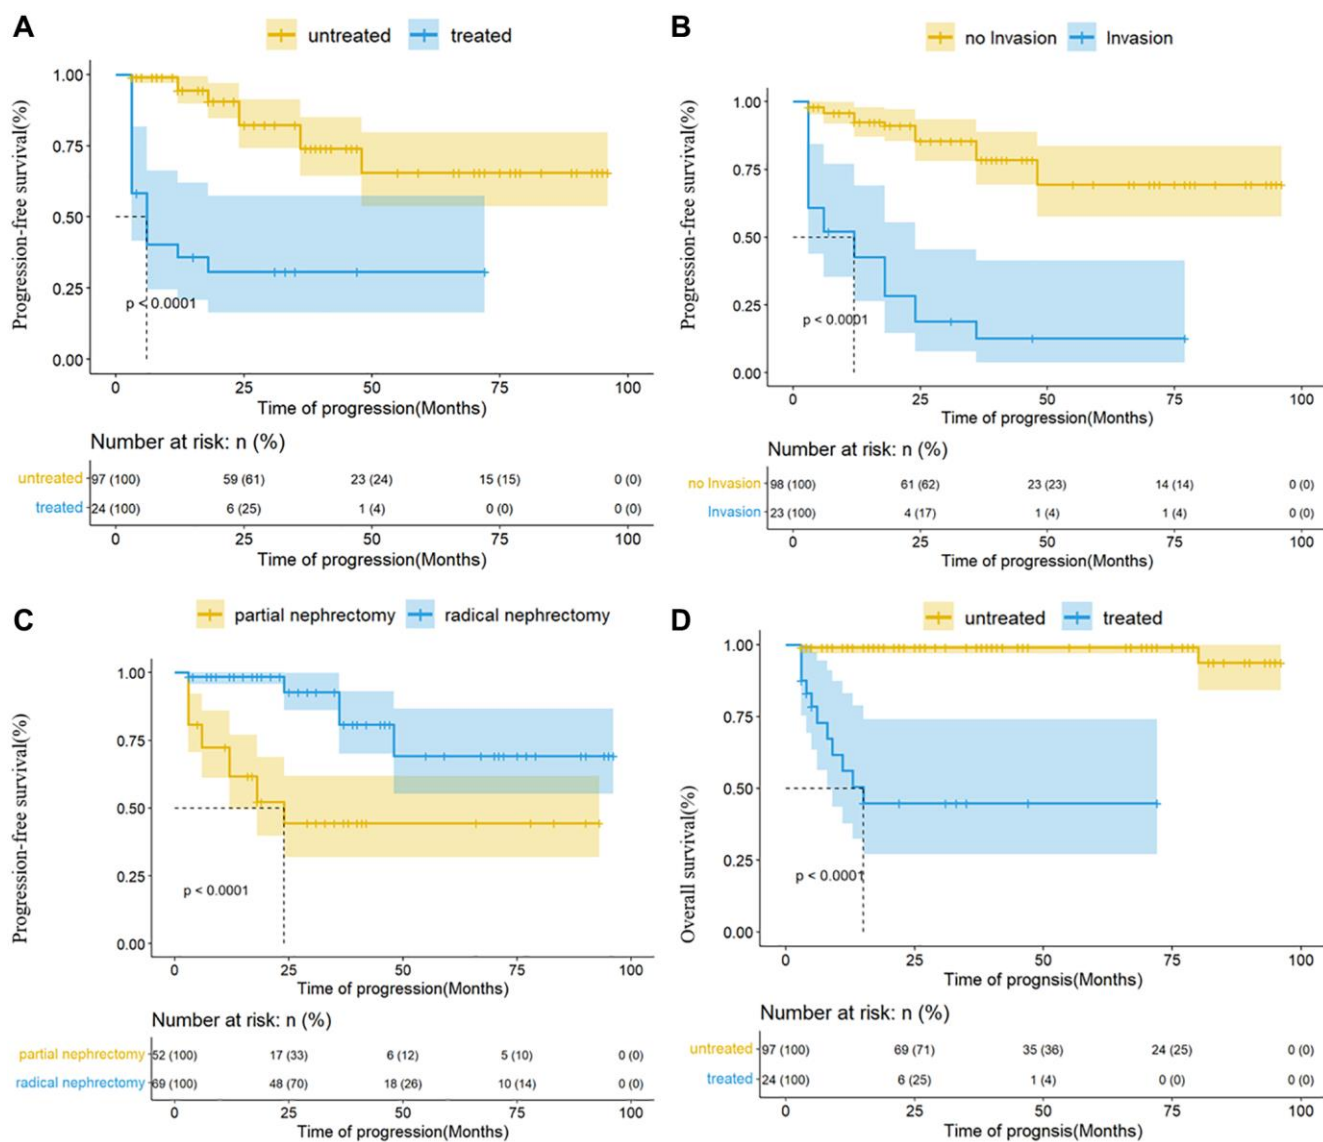 A
untreated treated
Progression-free survival(%)
1.00
0.75
0.50
0.25
0.00
p < 0.0001
0 25 50 75 100
Time of progression(Months)
Number at risk: n (%)
untreated 97 (100) 59 (61) 23 (24) 15 (15) 0 (0)
treated 24 (100) 6 (25) 1 (4) 0 (0) 0 (0)
0 25 50 75 100
Time of progression(Months)
B
no Invasion Invasion
Progression-free survival(%)
1.00
0.75
0.50
0.25
0.00
p < 0.0001
0 25 50 75 100
Time of progression(Months)
Number at risk: n (%)
no Invasion 98 (100) 61 (62) 23 (23) 14 (14) 0 (0)
Invasion 23 (100) 4 (17) 1 (4) 1 (4) 0 (0)
0 25 50 75 100
Time of progression(Months)
C
partial nephrectomy radical nephrectomy
Progression-free survival(%)
1.00
0.75
0.50
0.25
0.00
p < 0.0001
0 25 50 75 100
Time of progression(Months)
Number at risk: n (%)
partial nephrectomy 52 (100) 17 (33) 6 (12) 5 (10) 0 (0)
radical nephrectomy 69 (100) 48 (70) 18 (26) 10 (14) 0 (0)
0 25 50 75 100
Time of progression(Months)
D
untreated treated
Overall survival(%)
1.00
0.75
0.50
0.25
0.00
p < 0.0001
0 25 50 75 100
Time of prognsis(Months)
Number at risk: n (%)
untreated 97 (100) 69 (71) 35 (36) 24 (25) 0 (0)
treated 24 (100) 6 (25) 1 (4) 0 (0) 0 (0)
0 25 50 75 100
Time of prognsis(Months)